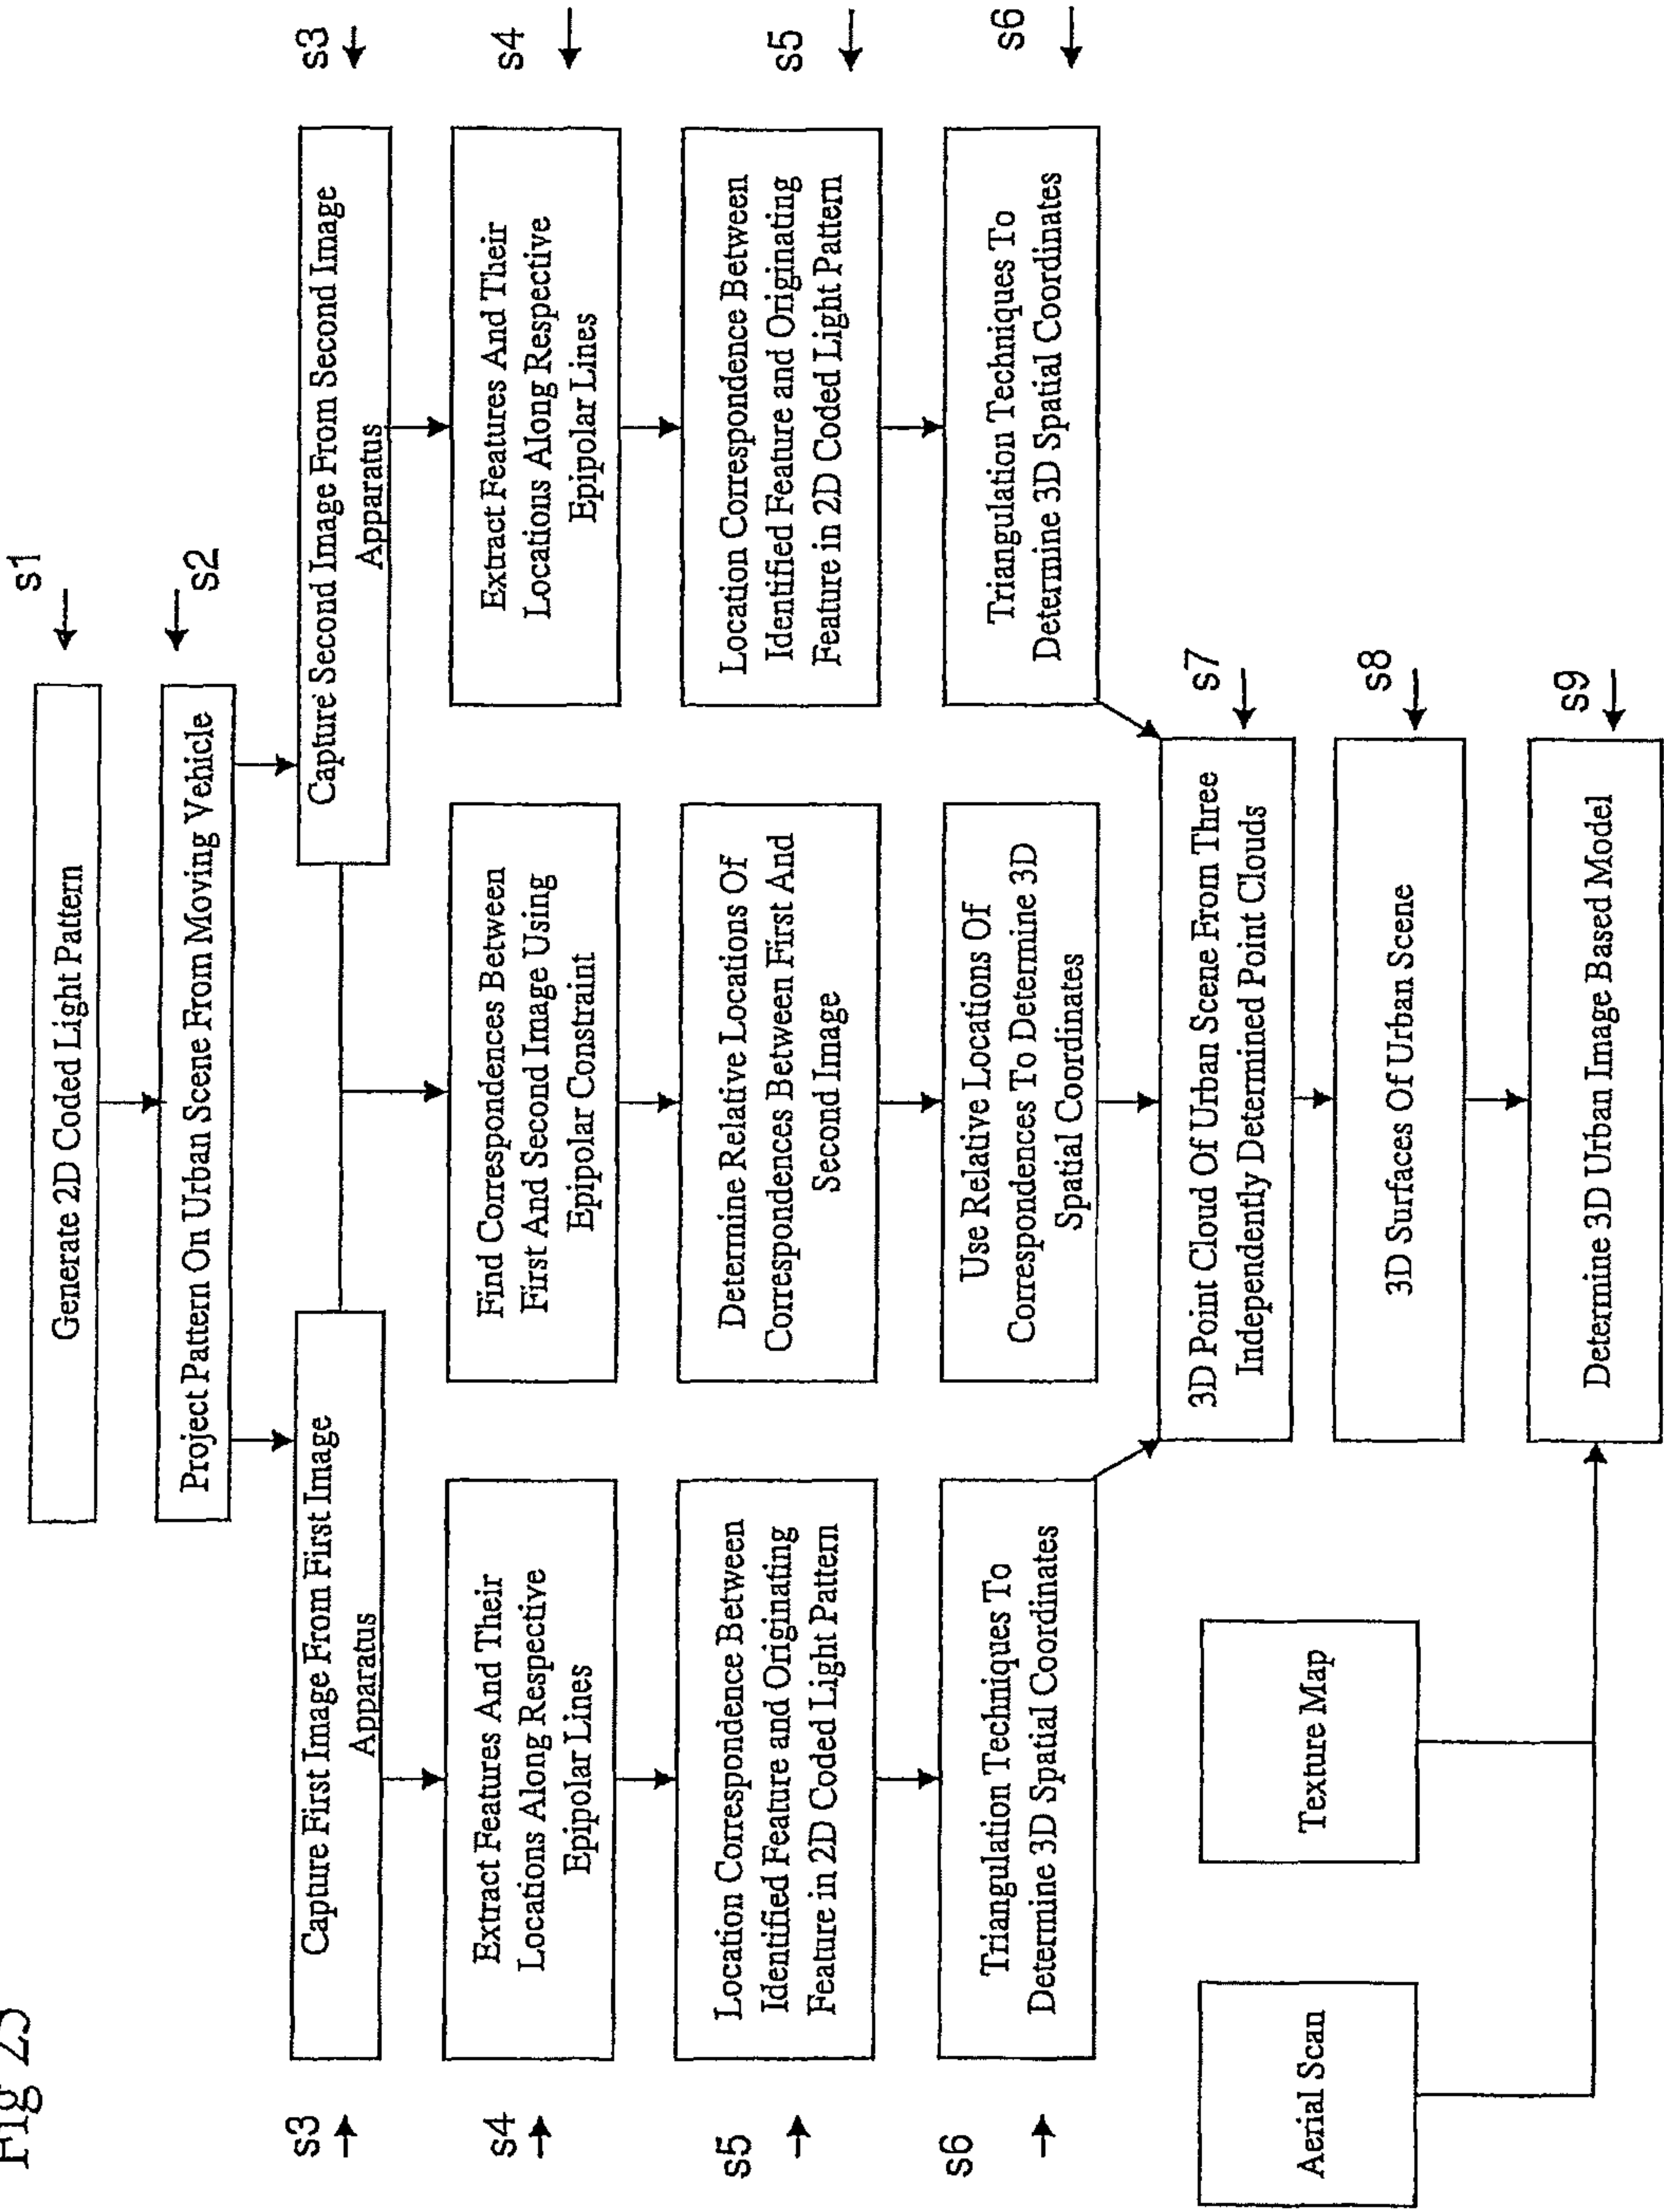 Fig 25
s1
Generate 2D Coded Light Pattern
s2
Project Pattern On Urban Scene From Moving Vehicle
s3
Capture First Image From First Image
Apparatus
Capture Second Image From Second Image
Apparatus
s3
s4
Extract Features And Their
Locations Along Respective
Epipolar Lines
Find Correspondences Between
First And Second Image Using
Epipolar Constraint
Extract Features And Their
Locations Along Respective
Epipolar Lines
s4
s5
Location Correspondence Between
Identified Feature and Originating
Feature in 2D Coded Light Pattern
Determine Relative Locations Of
Correspondences Between First And
Second Image
Location Correspondence Between
Identified Feature and Originating
Feature in 2D Coded Light Pattern
s5
s6
Triangulation Techniques To
Determine 3D Spatial Coordinates
Use Relative Locations Of
Correspondences To Determine 3D
Spatial Coordinates
Triangulation Techniques To
Determine 3D Spatial Coordinates
s6
Aerial Scan
Texture Map
3D Point Cloud Of Urban Scene From Three
Independently Determined Point Clouds
s7
3D Surfaces Of Urban Scene
s8
Determine 3D Urban Image Based Model
s9